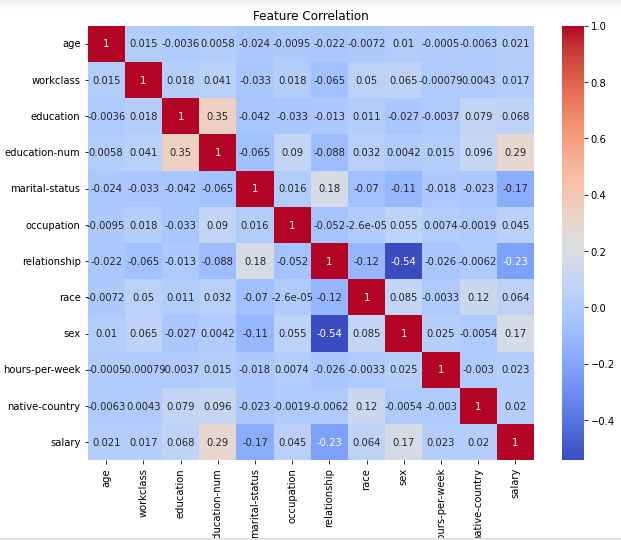 Feature Correlation
age 1 0.015 -0.0036 0.0058 -0.024 -0.0095 -0.022 -0.0072 0.01 -0.0005 -0.0063 0.021
workclass 0.015 1 0.018 0.041 -0.033 0.018 -0.065 0.05 0.065 -0.00079 0.0043 0.017
education -0.0036 0.018 1 0.35 -0.042 -0.033 -0.013 0.011 -0.027 -0.0037 0.079 0.068
education-num 0.0058 0.041 0.35 1 -0.065 0.09 -0.088 0.032 0.0042 0.015 0.096 0.29
marital-status -0.024 -0.033 -0.042 -0.065 1 0.016 0.18 -0.07 -0.11 -0.018 -0.023 -0.17
occupation -0.0095 0.018 -0.033 0.09 0.016 1 -0.052 -2.6e-05 0.055 0.0074 -0.0019 0.045
relationship -0.022 -0.065 -0.013 -0.088 0.18 -0.052 1 -0.12 -0.54 -0.026 -0.0062 -0.23
race -0.0072 0.05 0.011 0.032 -0.07 -2.6e-05 -0.12 1 0.085 -0.0033 0.12 0.064
sex 0.01 0.065 -0.027 0.0042 -0.11 0.055 -0.54 0.085 1 0.025 -0.0054 0.17
hours-per-week -0.0005 -0.00079 -0.0037 0.015 -0.018 0.0074 -0.026 -0.0033 0.025 1 -0.003 0.023
native-country -0.0063 0.0043 0.079 0.096 -0.023 -0.0019 -0.0062 0.12 -0.0054 -0.003 1 0.02
salary 0.021 0.017 0.068 0.29 -0.17 0.045 -0.23 0.064 0.17 0.023 0.02 1
age
workclass
education
ducation-num
marital-status
occupation
relationship
race
sex
ours-per-week
native-country
salary
1.0
0.8
0.6
0.4
0.2
0.0
−0.2
−0.4